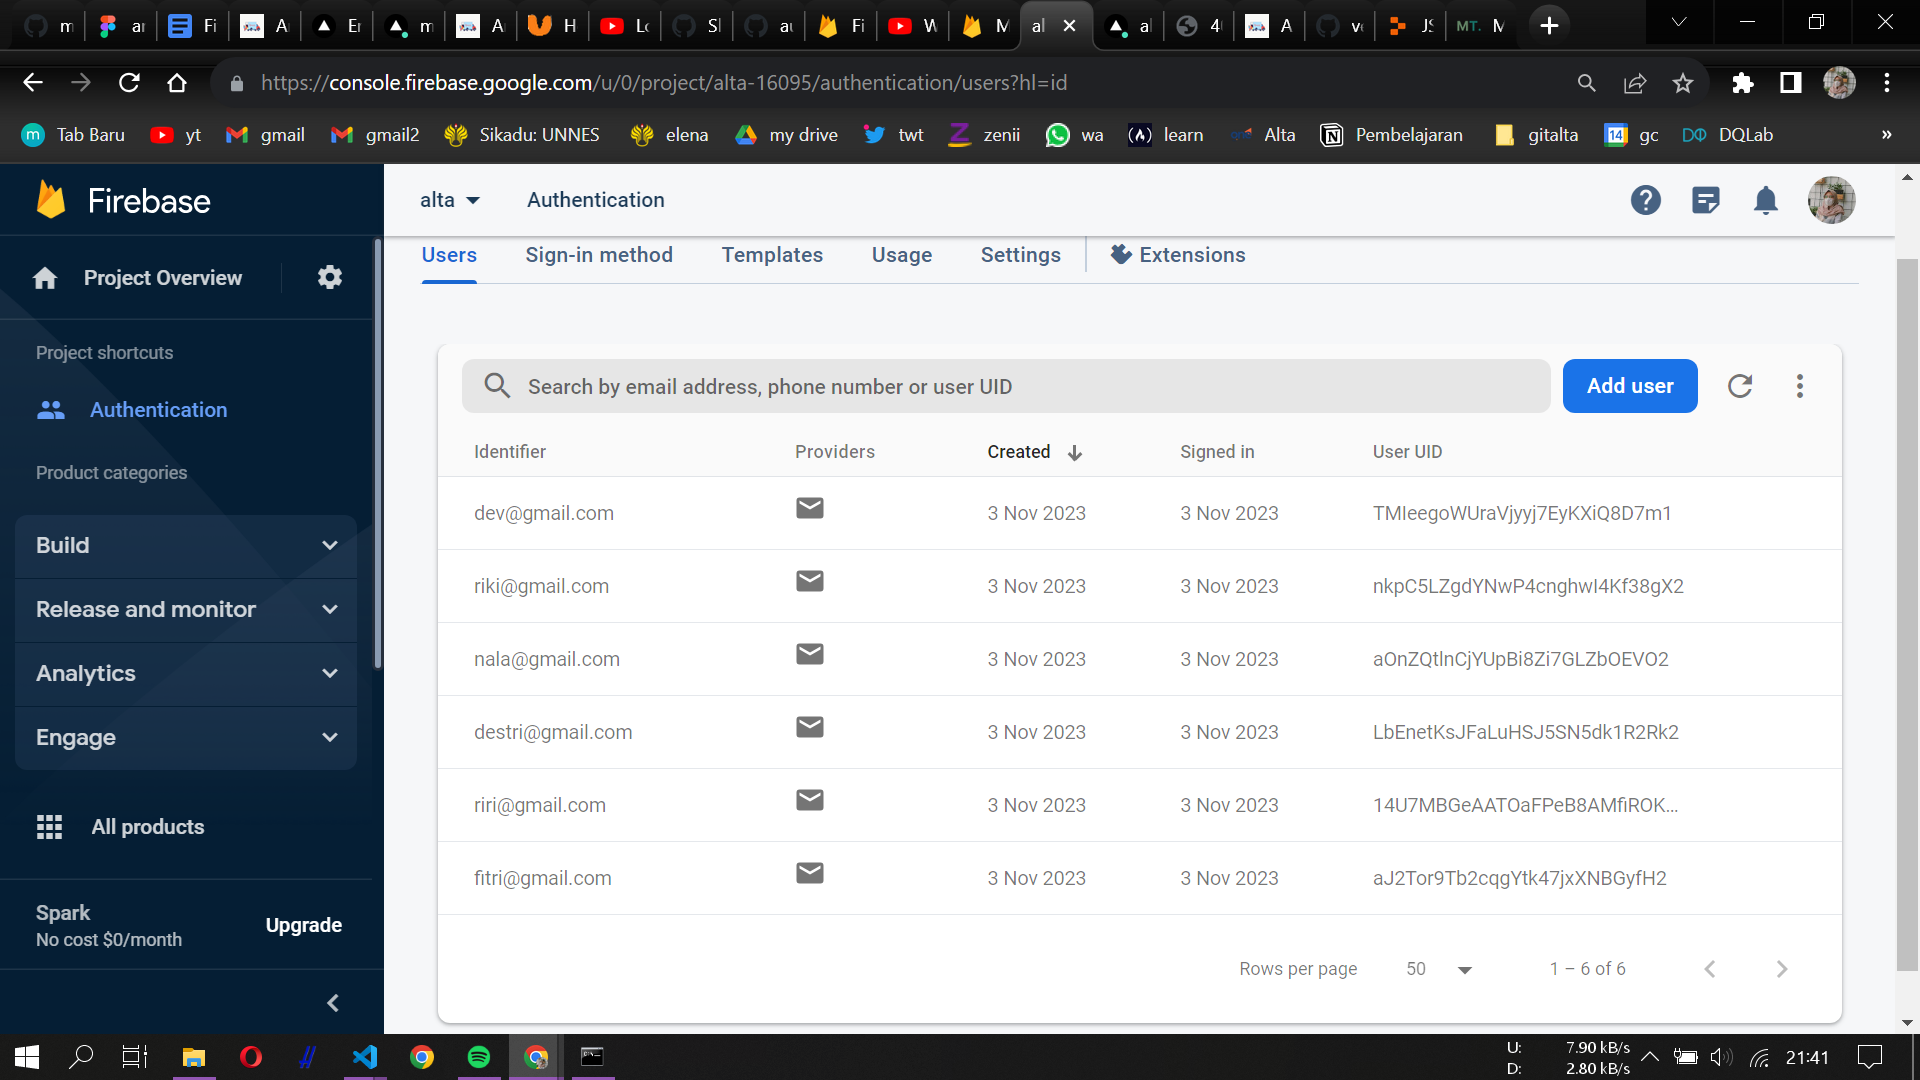 m
ar
Fi
A
Er
m
A
H
Lo
Sl
au
Fi
W
M
al
al
4
A
ve
JS
MT. M
https://console.firebase.google.com/u/0/project/alta-16095/authentication/users?hl=id
m Tab Baru
yt
gmail
gmail2
Sikadu: UNNES
elena
my drive
twt
zenii
wa
learn
Alta
Pembelajaran
gitalta
14 gc
DQLab
»
Firebase
alta
Authentication
Project Overview
Users
Sign-in method
Templates
Usage
Settings
Extensions
Project shortcuts
Authentication
Product categories
Build
Release and monitor
Analytics
Engage
All products
Spark
No cost $0/month
Upgrade
Search by email address, phone number or user UID
Add user
Identifier Providers Created Signed in User UID
dev@gmail.com 3 Nov 2023 3 Nov 2023 TMIeegoWUraVjyyj7EyKXiQ8D7m1
riki@gmail.com 3 Nov 2023 3 Nov 2023 nkpC5LZgdYNwP4cnghwI4Kf38gX2
nala@gmail.com 3 Nov 2023 3 Nov 2023 aOnZQtlnCjYUpBi8Zi7GLZbOEVO2
destri@gmail.com 3 Nov 2023 3 Nov 2023 LbEnetKsJFaLuHSJ5SN5dk1R2Rk2
riri@gmail.com 3 Nov 2023 3 Nov 2023 14U7MBGeAATOaFPeB8AMfiROK...
fitri@gmail.com 3 Nov 2023 3 Nov 2023 aJ2Tor9Tb2cqgYtk47jxXNBGyfH2
Rows per page 50 1 – 6 of 6
U: 7.90 kB/s
D: 2.80 kB/s
21:41